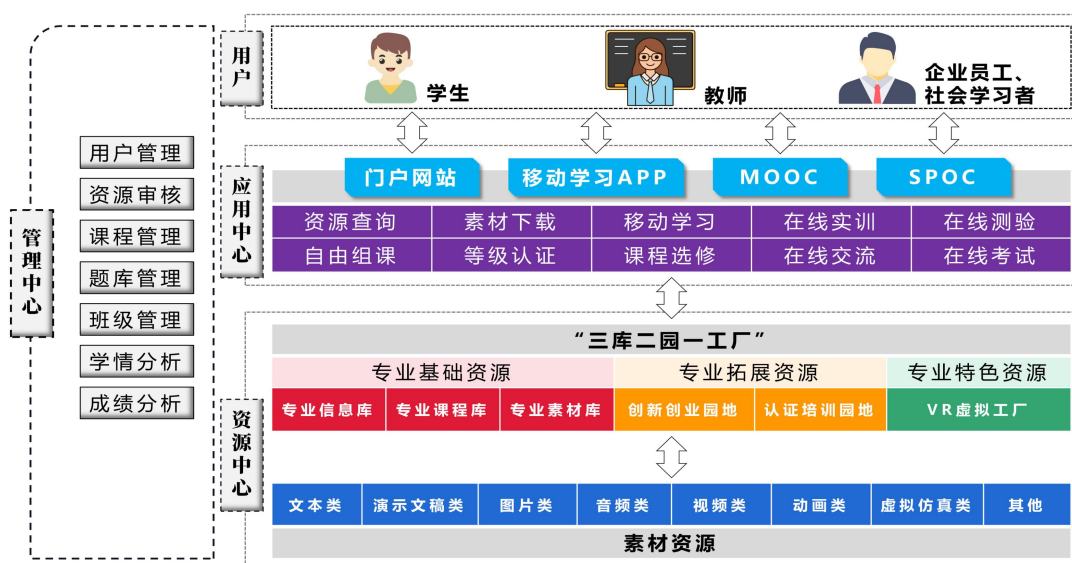 管理中心
用户管理
资源审核
课程管理
题库管理
班级管理
学情分析
成绩分析
用户
学生
教师
企业员工、
社会学习者
应用中心
门户网站 移动学习APP MOOC SPOC
资源查询 素材下载 移动学习 在线实训 在线测验
自由组课 等级认证 课程选修 在线交流 在线考试
资源中心
“三库二园一工厂”
专业基础资源 专业拓展资源 专业特色资源
专业信息库 专业课程库 专业素材库 创新创业园地 认证培训园地 VR虚拟工厂
文本类 演示文稿类 图片类 音频类 视频类 动画类 虚拟仿真类 其他
素材资源